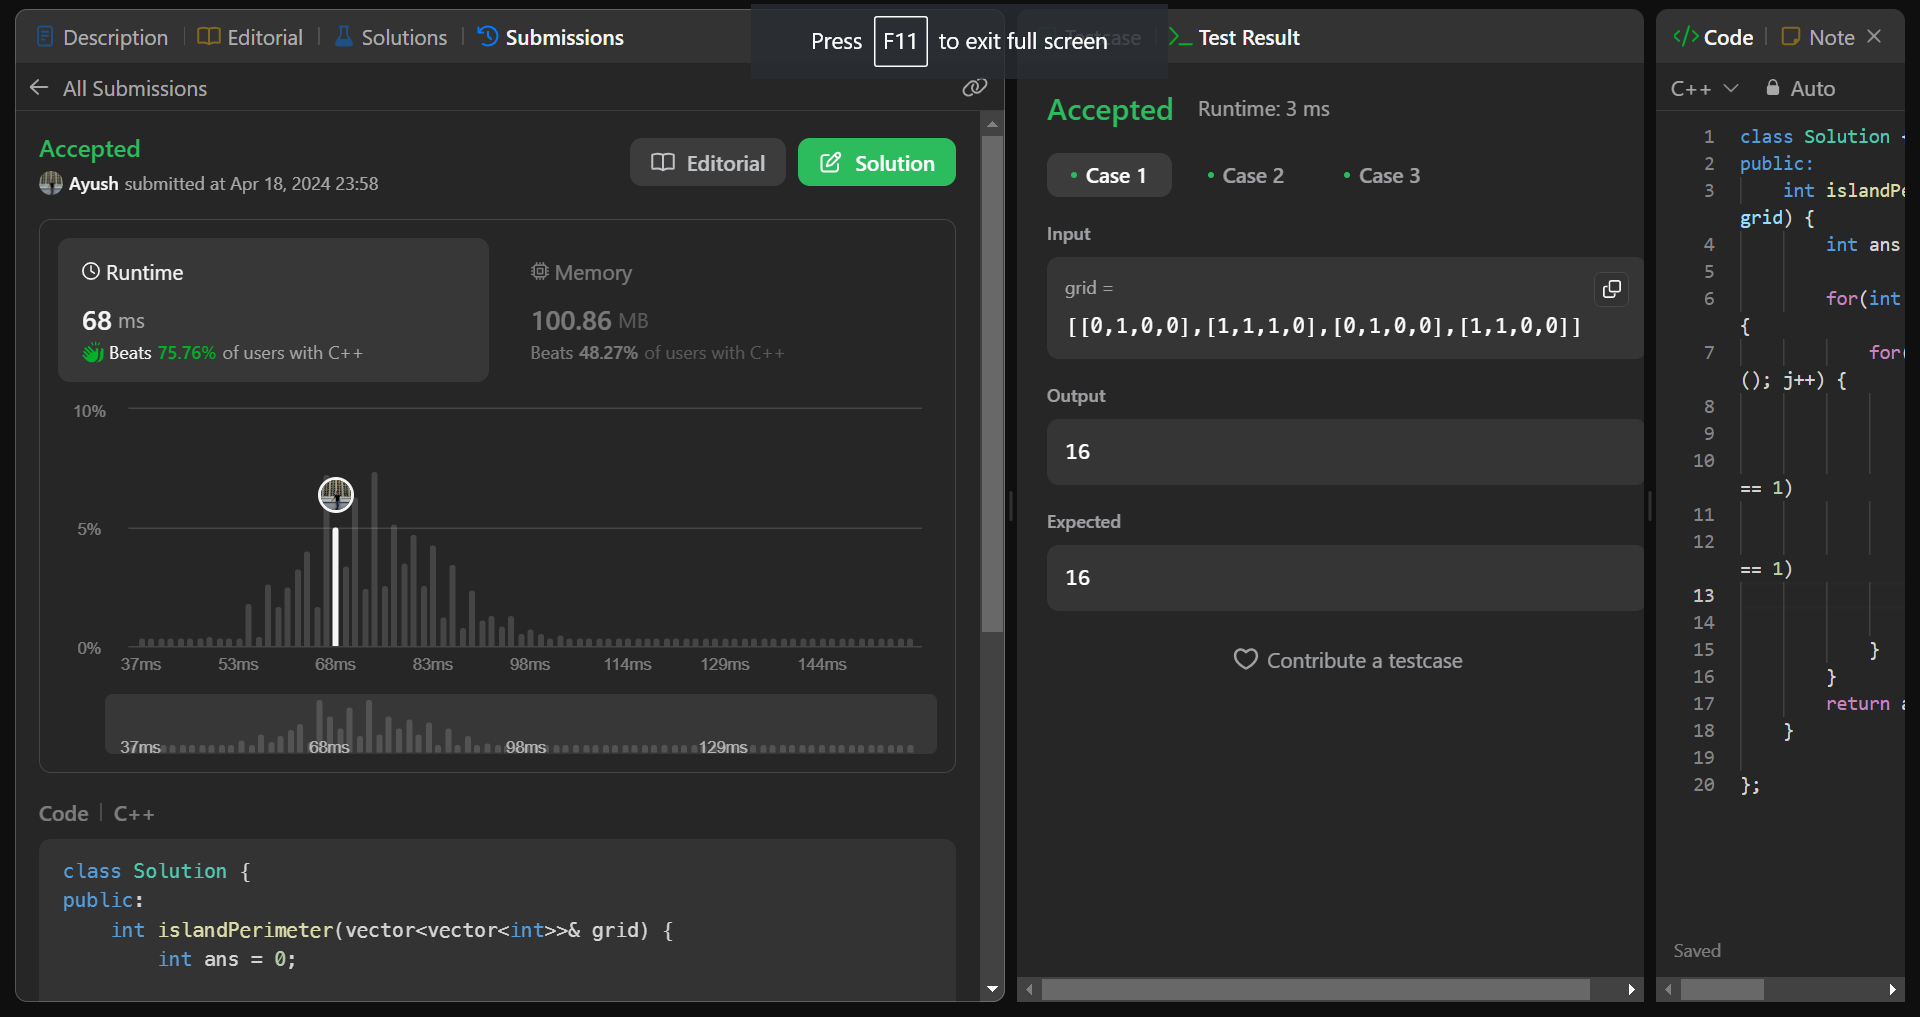 Description
Editorial
Solutions
Submissions
Press F11 to exit full screen
Testcase
Test Result
Code
Note
All Submissions
Accepted
Ayush submitted at Apr 18, 2024 23:58
Editorial
Solution
Runtime
68 ms
Beats 75.76% of users with C++
Memory
100.86 MB
Beats 48.27% of users with C++
10%
5%
0%
37ms 53ms 68ms 83ms 98ms 114ms 129ms 144ms
37ms 68ms 98ms 129ms
Code | C++
class Solution {
public:
    int islandPerimeter(vector<vector<int>>& grid) {
        int ans = 0;
Accepted Runtime: 3 ms
• Case 1 • Case 2 • Case 3
Input
grid =
[[0,1,0,0],[1,1,1,0],[0,1,0,0],[1,1,0,0]]
Output
16
Expected
16
Contribute a testcase
C++ Auto
1 class Solution
2 public:
3 int islandPe
grid) {
4 int ans
5
6 for(int
{
7 for(
(); j++) {
8
9
10
== 1)
11
12
== 1)
13
14
15 }
16 }
17 return a
18 }
19
20 };
Saved